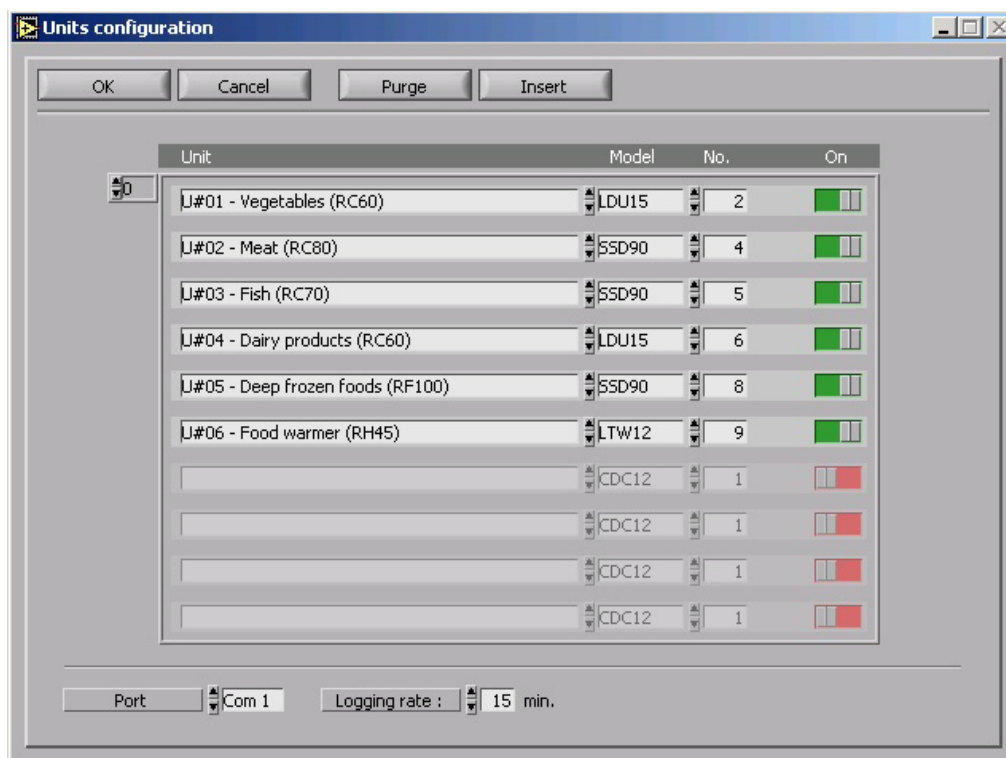 Units configuration
OK Cancel Purge Insert
Unit Model No. On
0
U#01 - Vegetables (RC60) LDU15 2
U#02 - Meat (RC80) SSD90 4
U#03 - Fish (RC70) SSD90 5
U#04 - Dairy products (RC60) LDU15 6
U#05 - Deep frozen foods (RF100) SSD90 8
U#06 - Food warmer (RH45) LTW12 9
CDC12 1
CDC12 1
CDC12 1
CDC12 1
Port Com 1 Logging rate : 15 min.